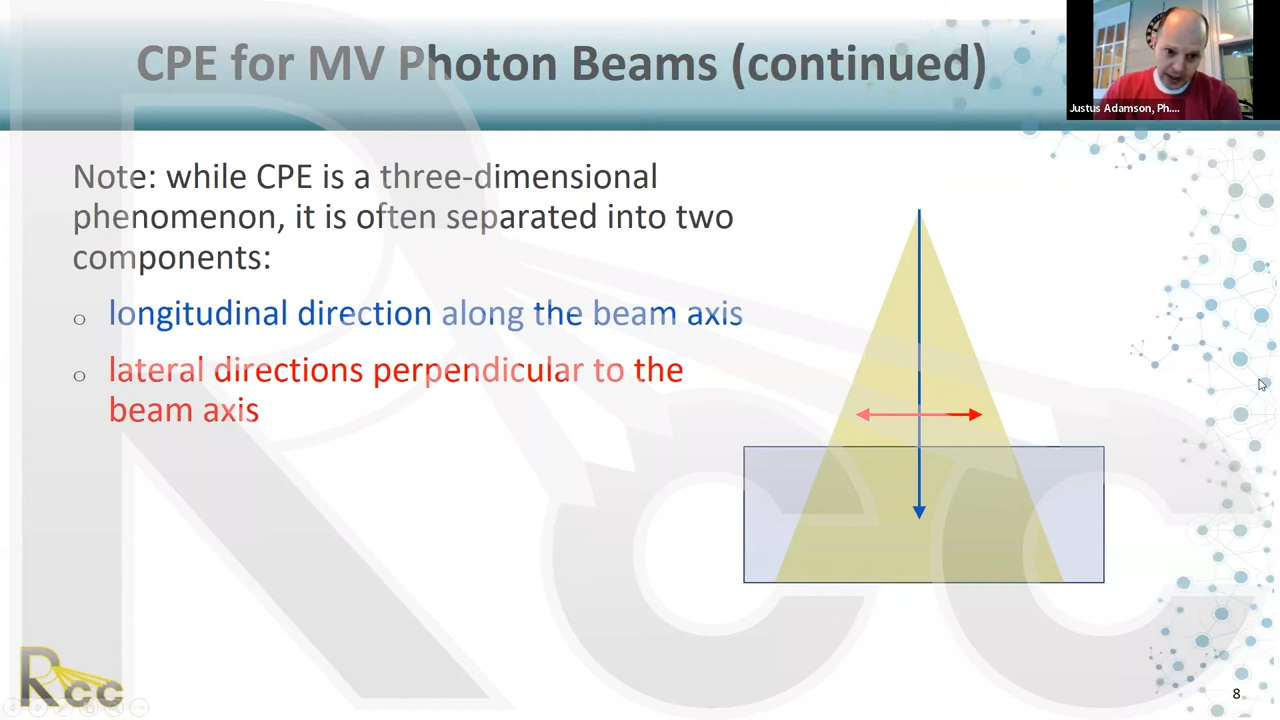 CPE for MV Photon Beams (continued)
Justus Adamson, Ph....
Note: while CPE is a three-dimensional
phenomenon, it is often separated into two
components:
o longitudinal direction along the beam axis
o lateral directions perpendicular to the
beam axis
Rcc
Rcc
8